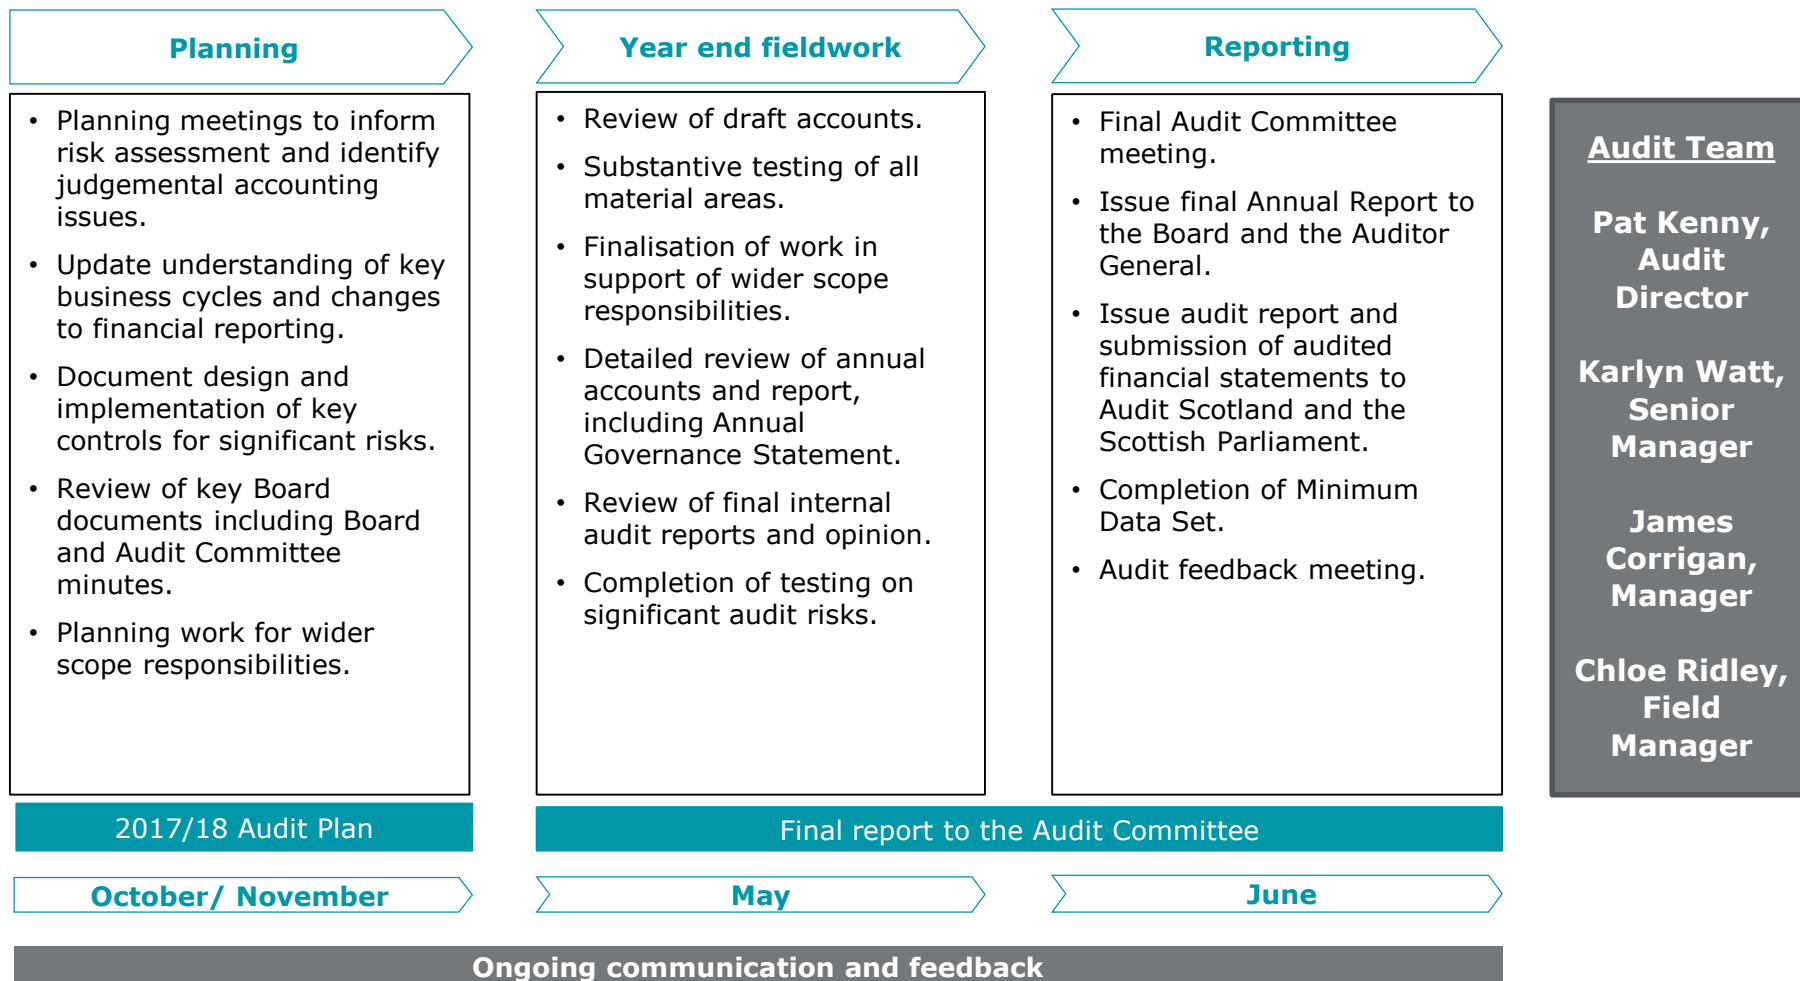 Planning
• Planning meetings to inform
risk assessment and identify
judgemental accounting
issues.
• Update understanding of key
business cycles and changes
to financial reporting.
• Document design and
implementation of key
controls for significant risks.
• Review of key Board
documents including Board
and Audit Committee
minutes.
• Planning work for wider
scope responsibilities.
2017/18 Audit Plan
October/ November
Year end fieldwork
• Review of draft accounts.
• Substantive testing of all
material areas.
• Finalisation of work in
support of wider scope
responsibilities.
• Detailed review of annual
accounts and report,
including Annual
Governance Statement.
• Review of final internal
audit reports and opinion.
• Completion of testing on
significant audit risks.
Reporting
• Final Audit Committee
meeting.
• Issue final Annual Report to
the Board and the Auditor
General.
• Issue audit report and
submission of audited
financial statements to
Audit Scotland and the
Scottish Parliament.
• Completion of Minimum
Data Set.
• Audit feedback meeting.
Final report to the Audit Committee
May
June
Ongoing communication and feedback
Audit Team
Pat Kenny,
Audit
Director
Karlyn Watt,
Senior
Manager
James
Corrigan,
Manager
Chloe Ridley,
Field
Manager